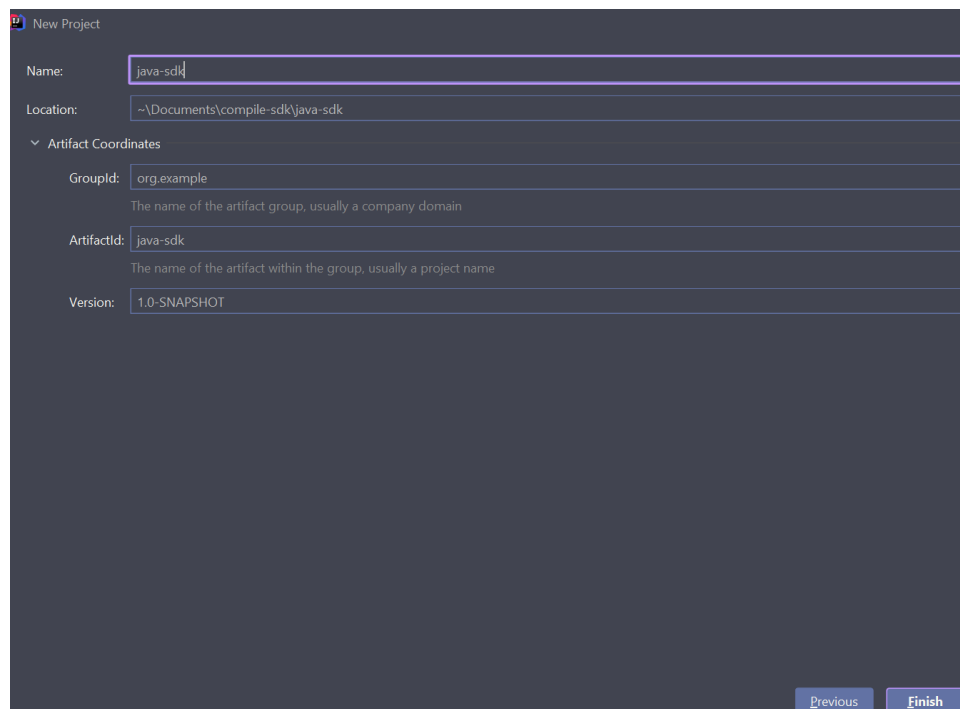 New Project
Name: java-sdk
Location: ~\Documents\compile-sdk\java-sdk
Artifact Coordinates
GroupId: org.example
The name of the artifact group, usually a company domain
ArtifactId: java-sdk
The name of the artifact within the group, usually a project name
Version: 1.0-SNAPSHOT
Previous Finish